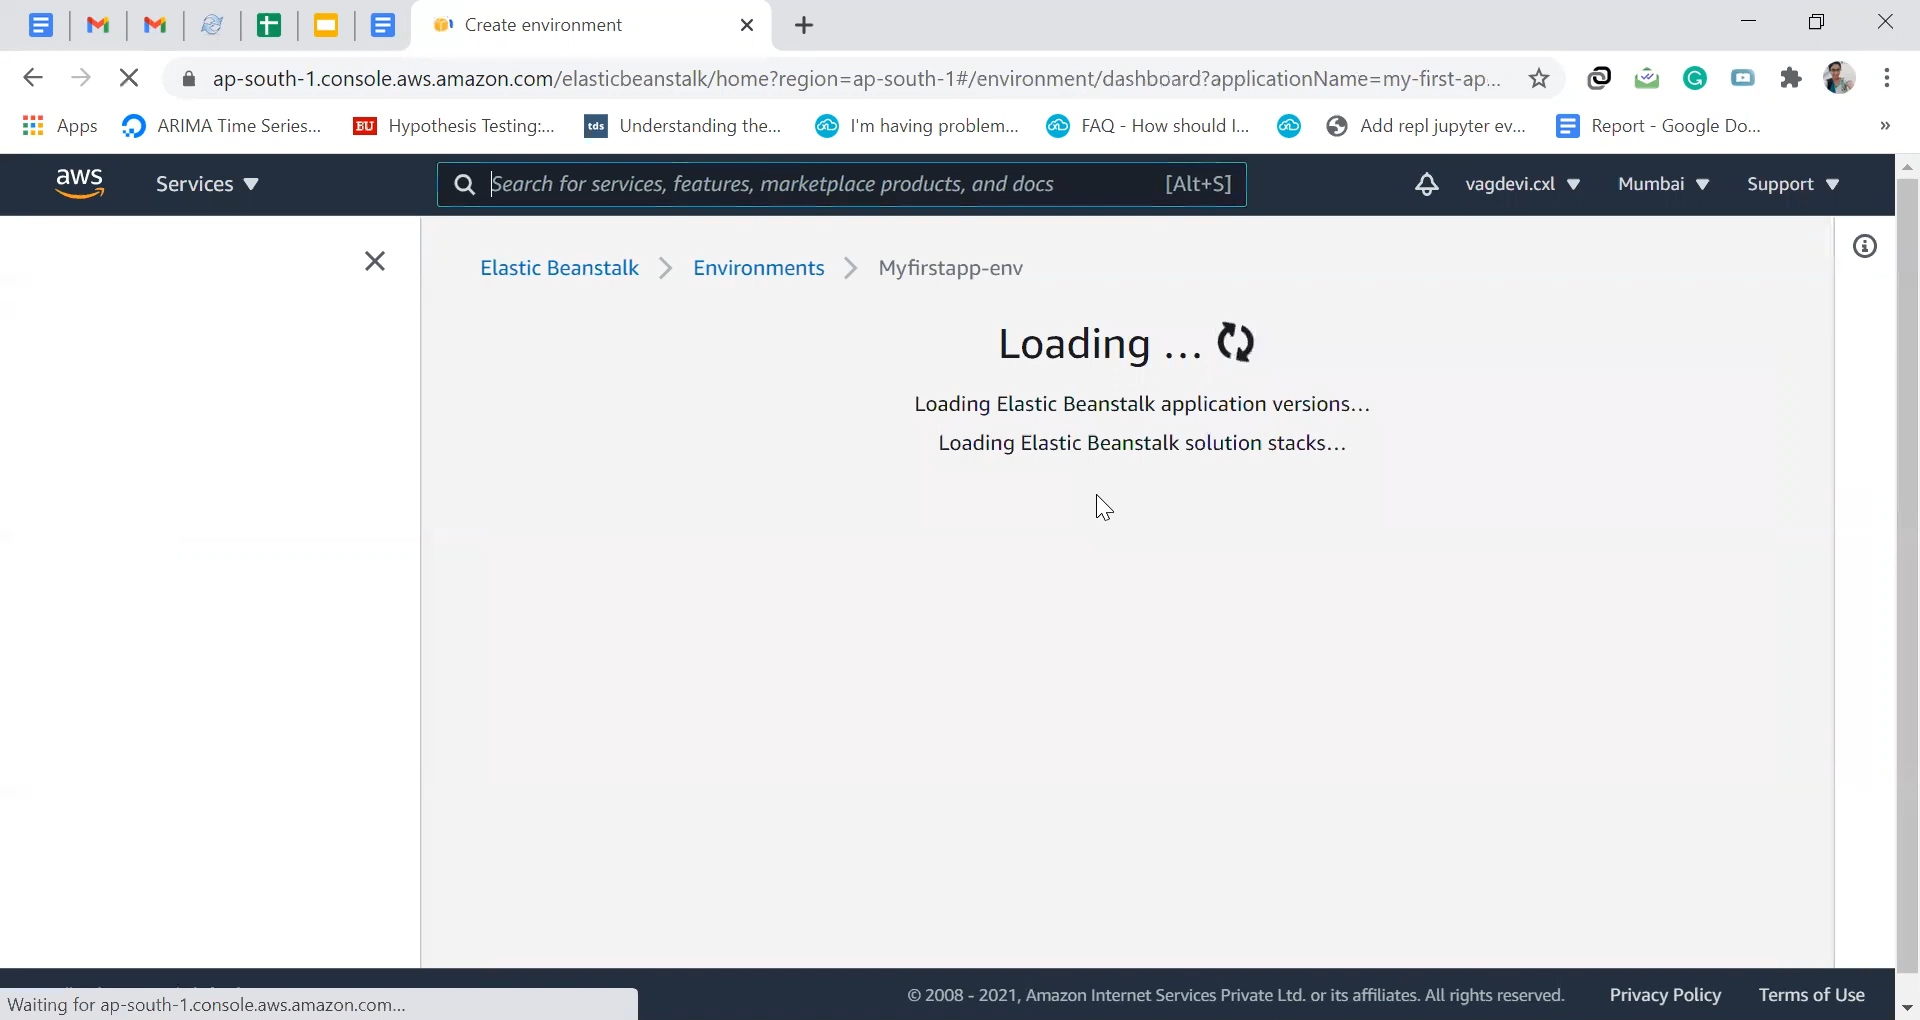 Create environment
ap-south-1.console.aws.amazon.com/elasticbeanstalk/home?region=ap-south-1#/environment/dashboard?applicationName=my-first-ap...
Apps ARIMA Time Series... BU Hypothesis Testing:... tds Understanding the... I'm having problem... FAQ - How should I... Add repl jupyter ev... Report - Google Do... »
aws Services Search for services, features, marketplace products, and docs [Alt+S] vagdevi.cxl Mumbai Support
Elastic Beanstalk > Environments > Myfirstapp-env
Loading ...
Loading Elastic Beanstalk application versions...
Loading Elastic Beanstalk solution stacks...
© 2008 - 2021, Amazon Internet Services Private Ltd. or its affiliates. All rights reserved. Privacy Policy Terms of Use
Waiting for ap-south-1.console.aws.amazon.com...